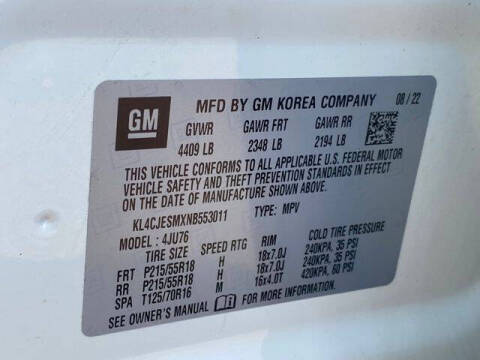 GM
MFD BY GM KOREA COMPANY 08/22
GVWR GAWR FRT GAWR RR
4409 LB 2348 LB 2194 LB
THIS VEHICLE CONFORMS TO ALL APPLICABLE U.S. FEDERAL MOTOR
VEHICLE SAFETY AND THEFT PREVENTION STANDARDS IN EFFECT
ON THE DATE OF MANUFACTURE SHOWN ABOVE.
KL4CJESMXNB553011 TYPE: MPV
MODEL: 4JU76
SPEED RTG RIM COLD TIRE PSI
FRT P215/55R18 H 18x7.0J 240KPA, 35 PSI
RR P215/55R18 H 18x7.0J 240KPA, 35 PSI
SPA T125/70R16 M 16x4.0T 420KPA, 60 PSI
SEE OWNER'S MANUAL FOR MORE INFORMATION.